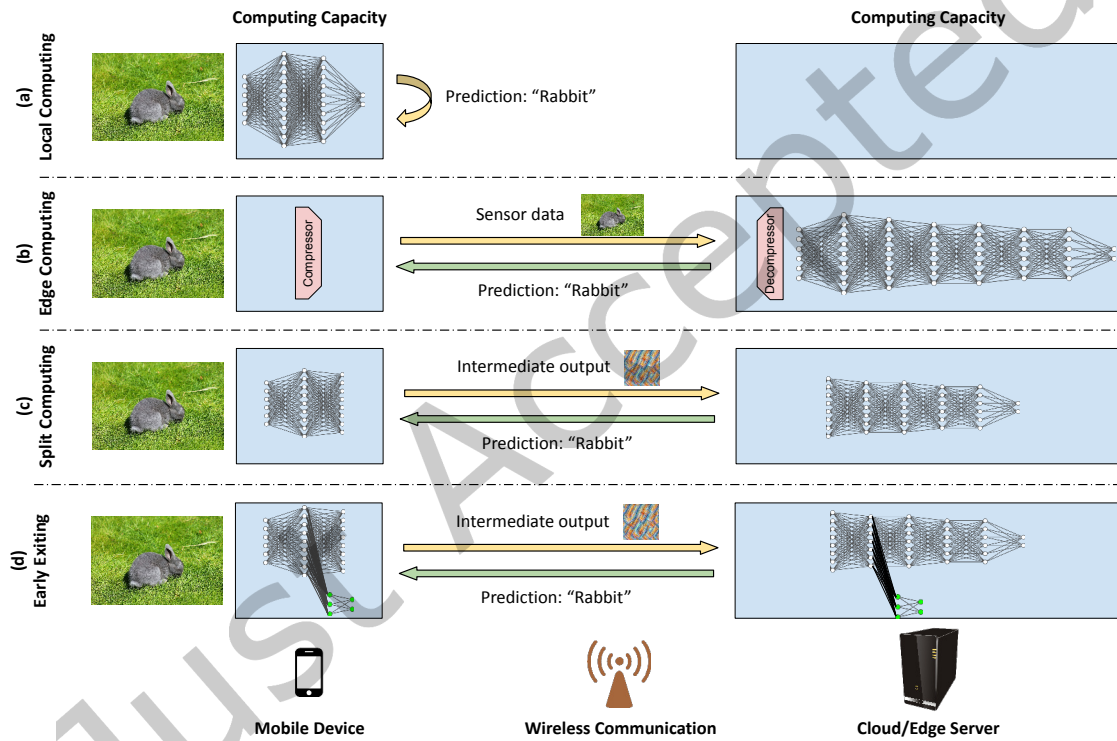 Computing Capacity
Computing Capacity
(a)
Local Computing
Prediction: “Rabbit”
(b)
Edge Computing
Compressor
Sensor data
Prediction: “Rabbit”
Decompressor
(c)
Split Computing
Intermediate output
Prediction: “Rabbit”
(d)
Early Exiting
Intermediate output
Prediction: “Rabbit”
Mobile Device
Wireless Communication
Cloud/Edge Server
Just Accepted